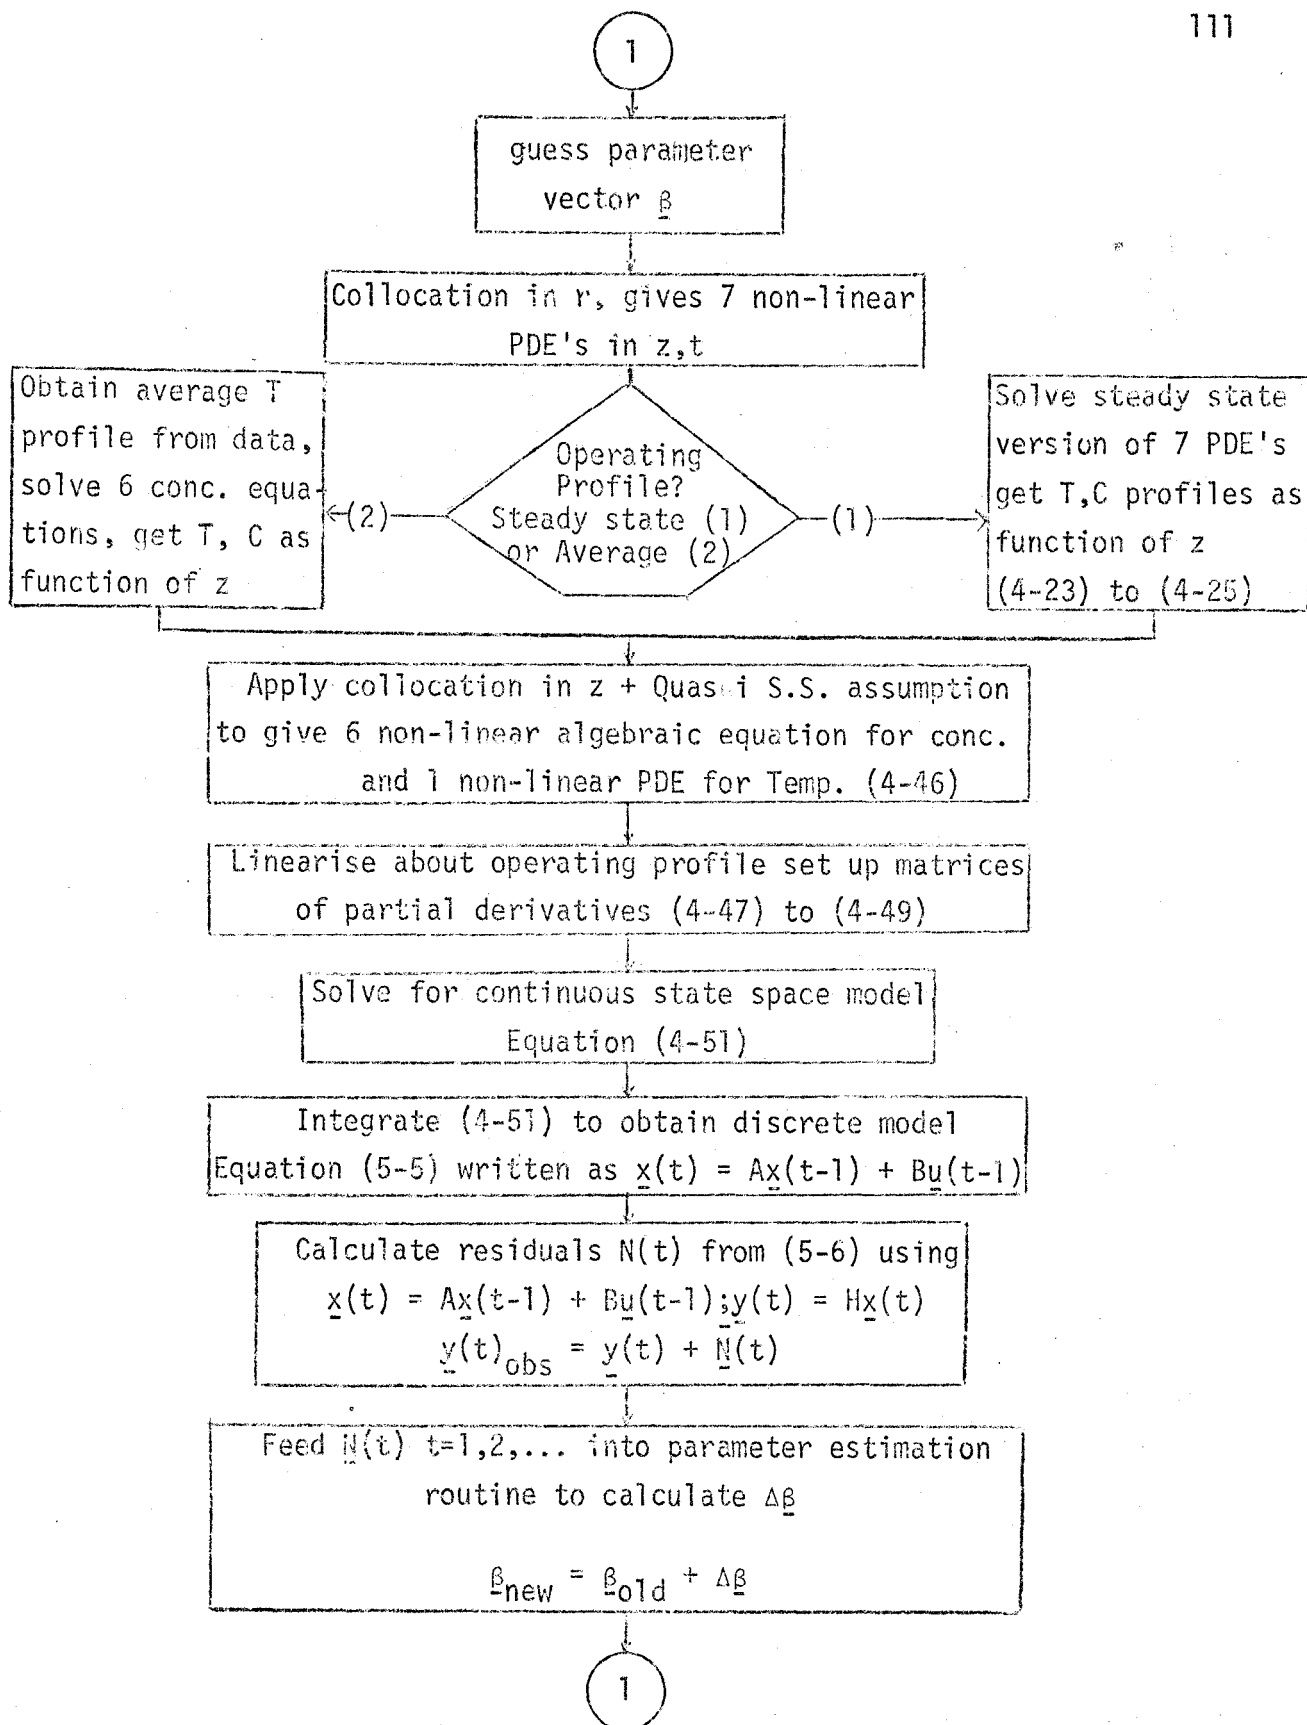 111
1
guess parameter
vector β
Collocation in r, gives 7 non-linear
PDE's in z,t
Obtain average T
profile from data,
solve 6 conc. equa-
tions, get T, C as
function of z
Operating
Profile?
Steady state (1)
or Average (2)
(2)
(1)
Solve steady state
version of 7 PDE's
get T,C profiles as
function of z
(4-23) to (4-25)
Apply collocation in z + Quasi S.S. assumption
to give 6 non-linear algebraic equation for conc.
and 1 non-linear PDE for Temp. (4-46)
Linearise about operating profile set up matrices
of partial derivatives (4-47) to (4-49)
Solve for continuous state space model
Equation (4-51)
Integrate (4-51) to obtain discrete model
Equation (5-5) written as x(t) = Ax(t-1) + Bu(t-1)
Calculate residuals N(t) from (5-6) using
x(t) = Ax(t-1) + Bu(t-1);y(t) = Hx(t)
y(t)obs = y(t) + N(t)
Feed N(t) t=1,2,... into parameter estimation
routine to calculate Δβ
βnew = βold + Δβ
1